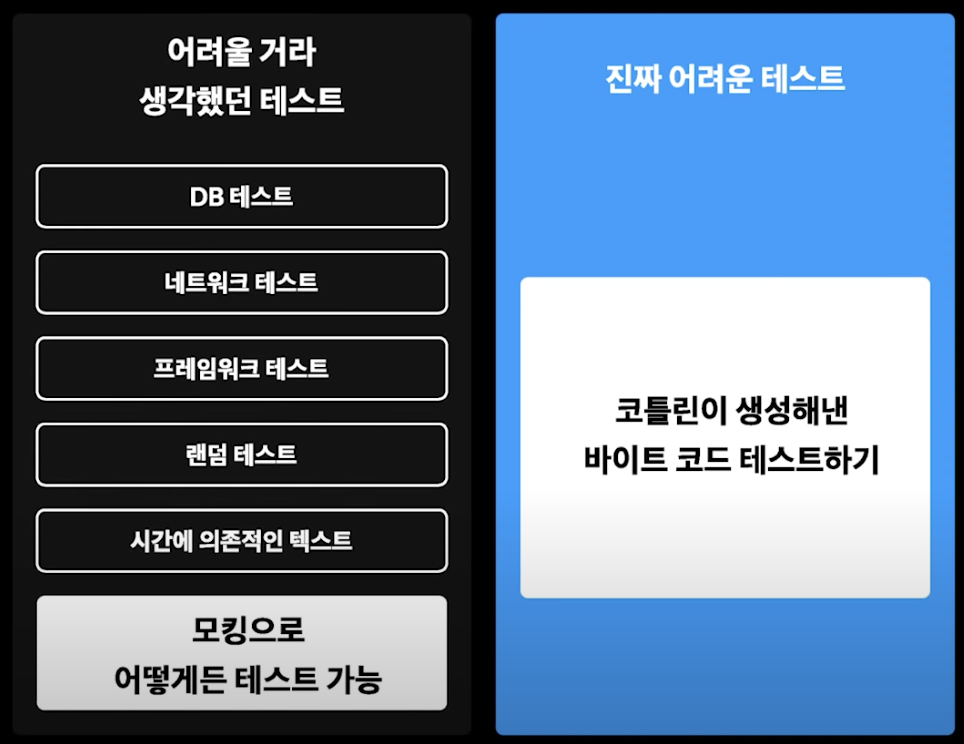 어려울 거라
생각했던 테스트
DB 테스트
네트워크 테스트
프레임워크 테스트
랜덤 테스트
시간에 의존적인 텍스트
모킹으로
어떻게든 테스트 가능
진짜 어려운 테스트
코틀린이 생성해낸
바이트 코드 테스트하기